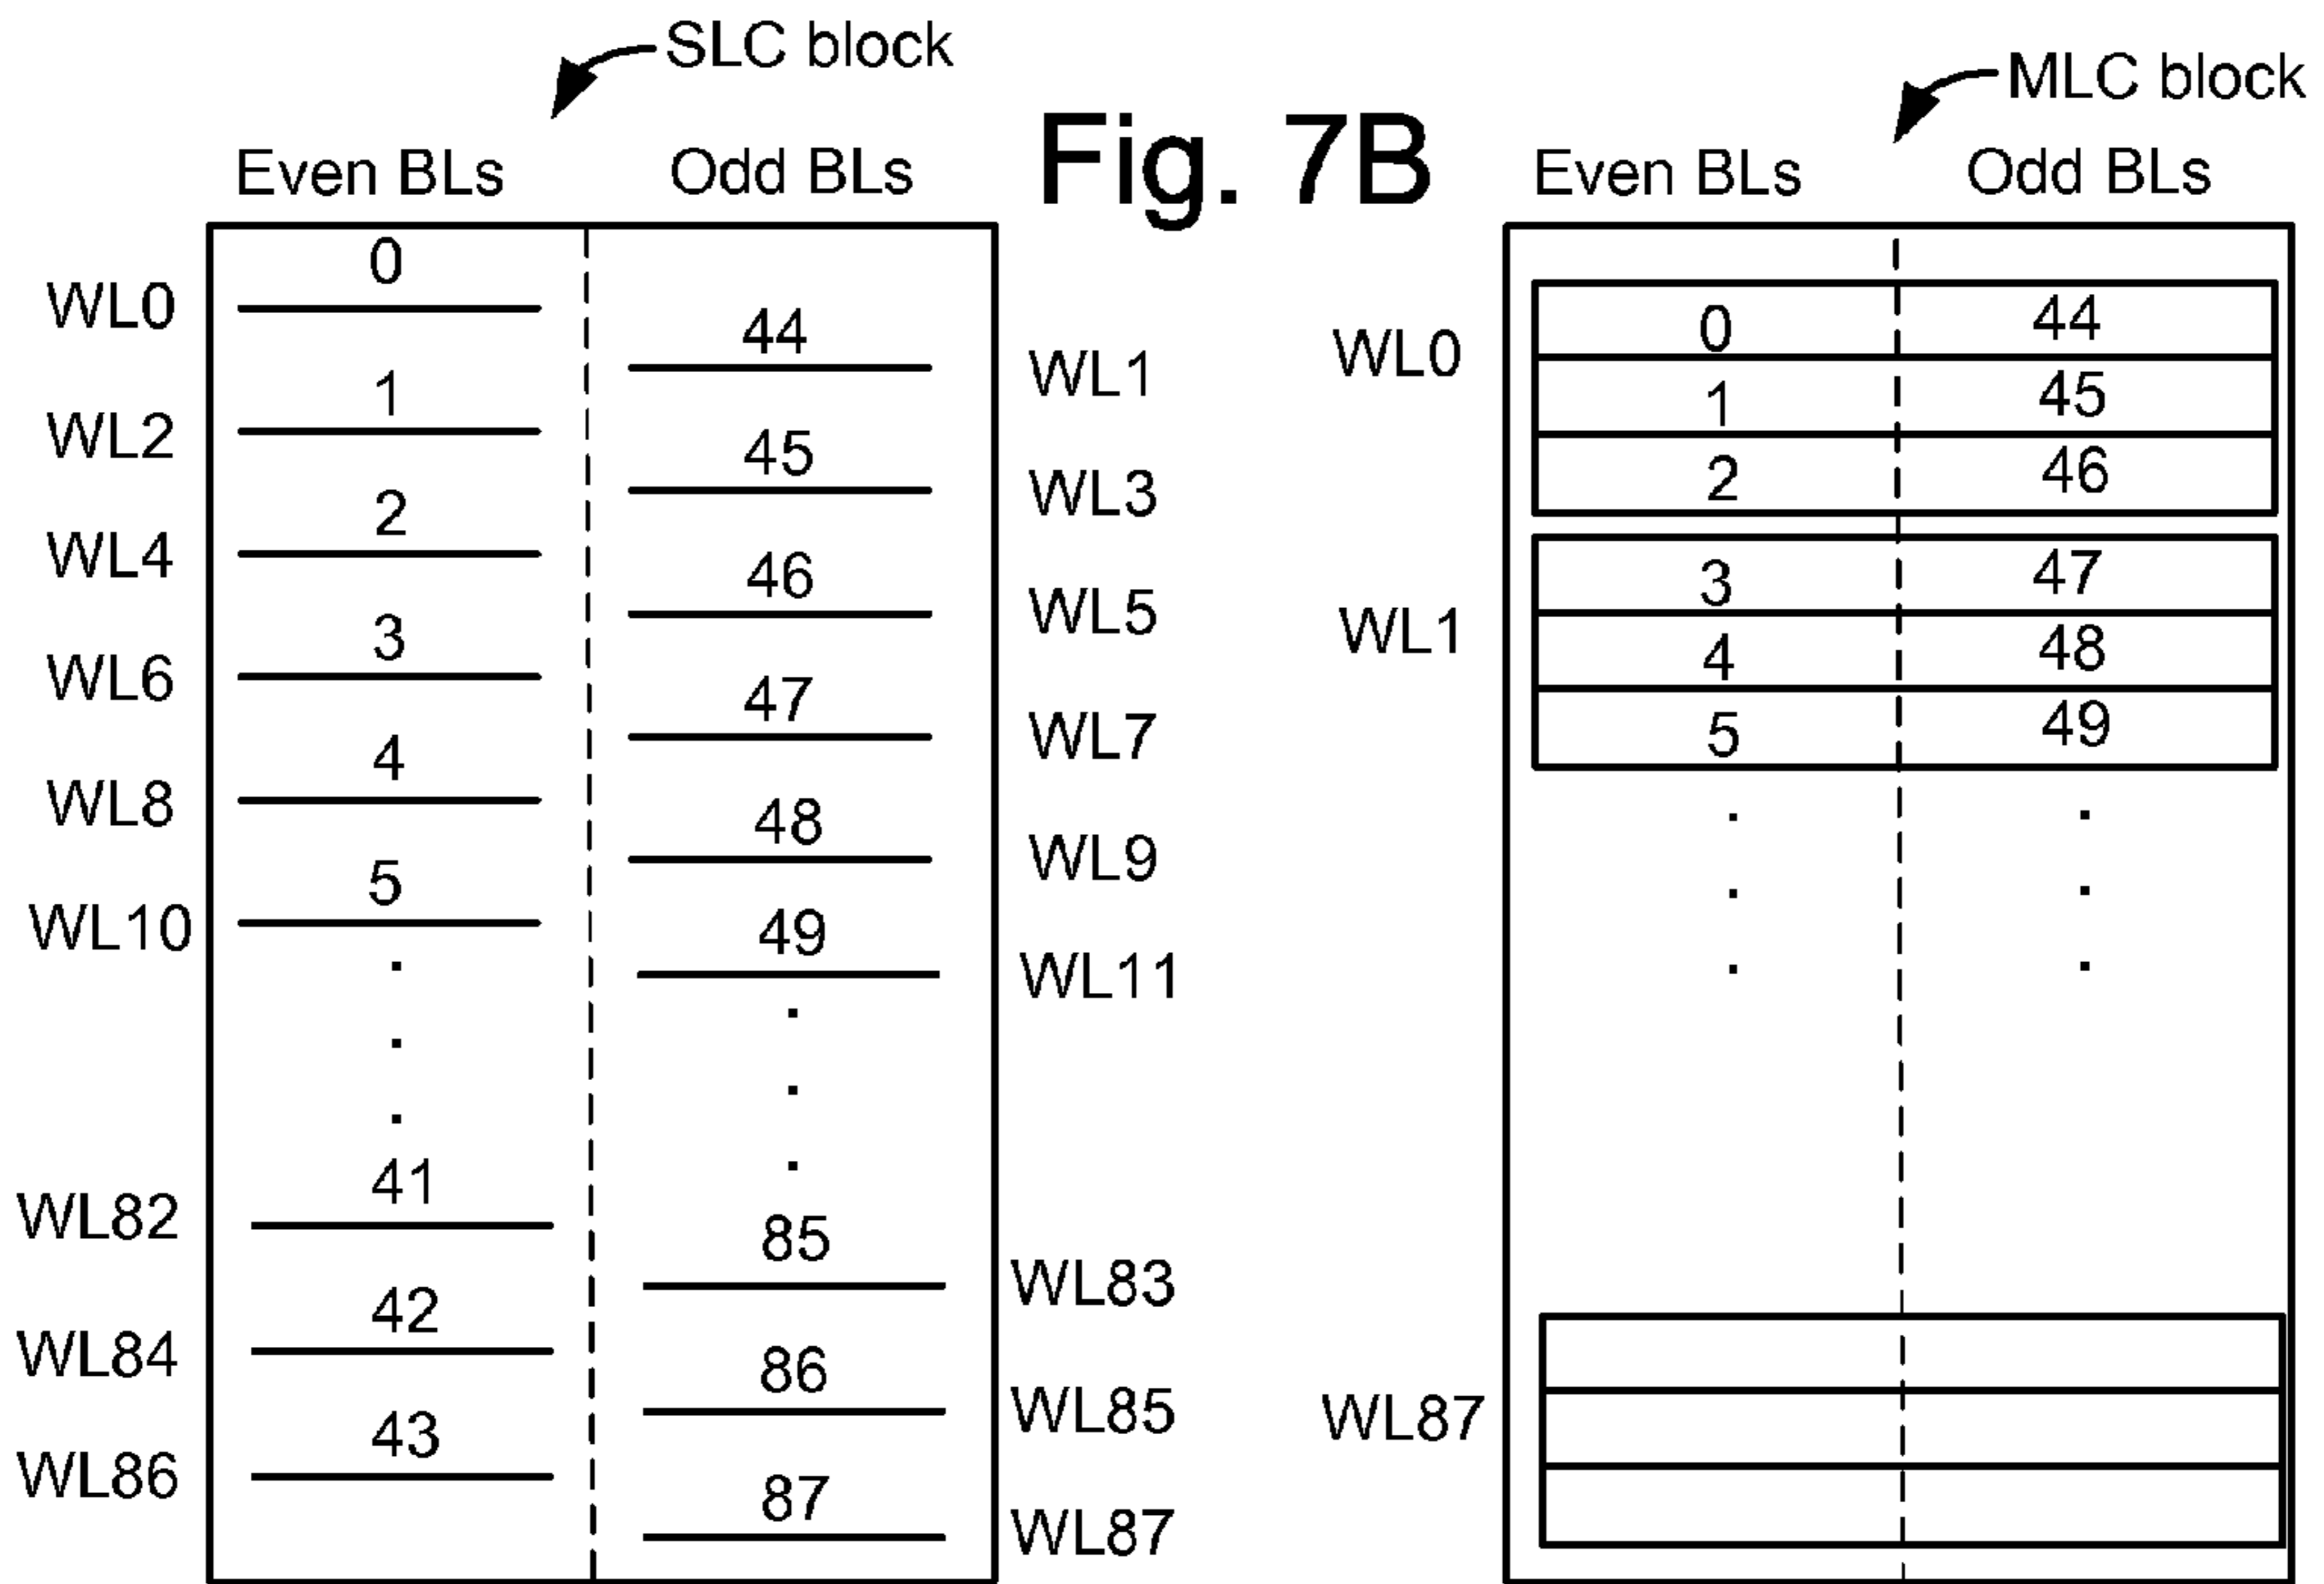 SLC block
Fig. 7B
MLC block
Even BLs Odd BLs
WL0 0
44 WL1
WL2 1
45 WL3
WL4 2
46 WL5
WL6 3
47 WL7
WL8 4
48 WL9
WL10 5
49 WL11
WL82 41
85 WL83
WL84 42
86 WL85
WL86 43
87 WL87
Even BLs Odd BLs
WL0
0 44
1 45
2 46
WL1
3 47
4 48
5 49
WL87